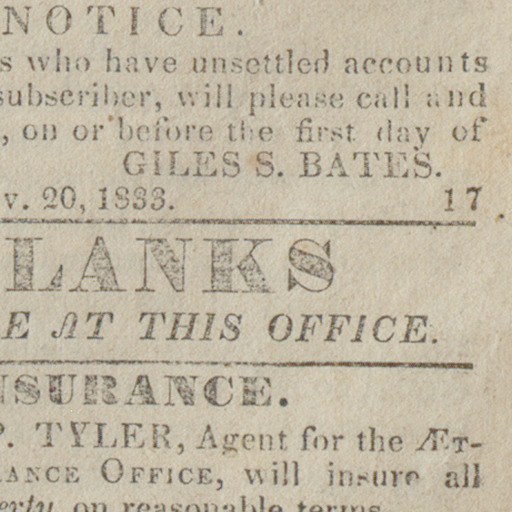 NOTICE.
s who have unsettled accounts
subscriber, will please call and
, on or before the first day of
GILES S. BATES.
v. 20, 1833. 17
LANKS
E AT THIS OFFICE.
NSURANCE.
P. TYLER, Agent for the ÆT-
ANCE OFFICE, will insure all
erty on reasonable terms